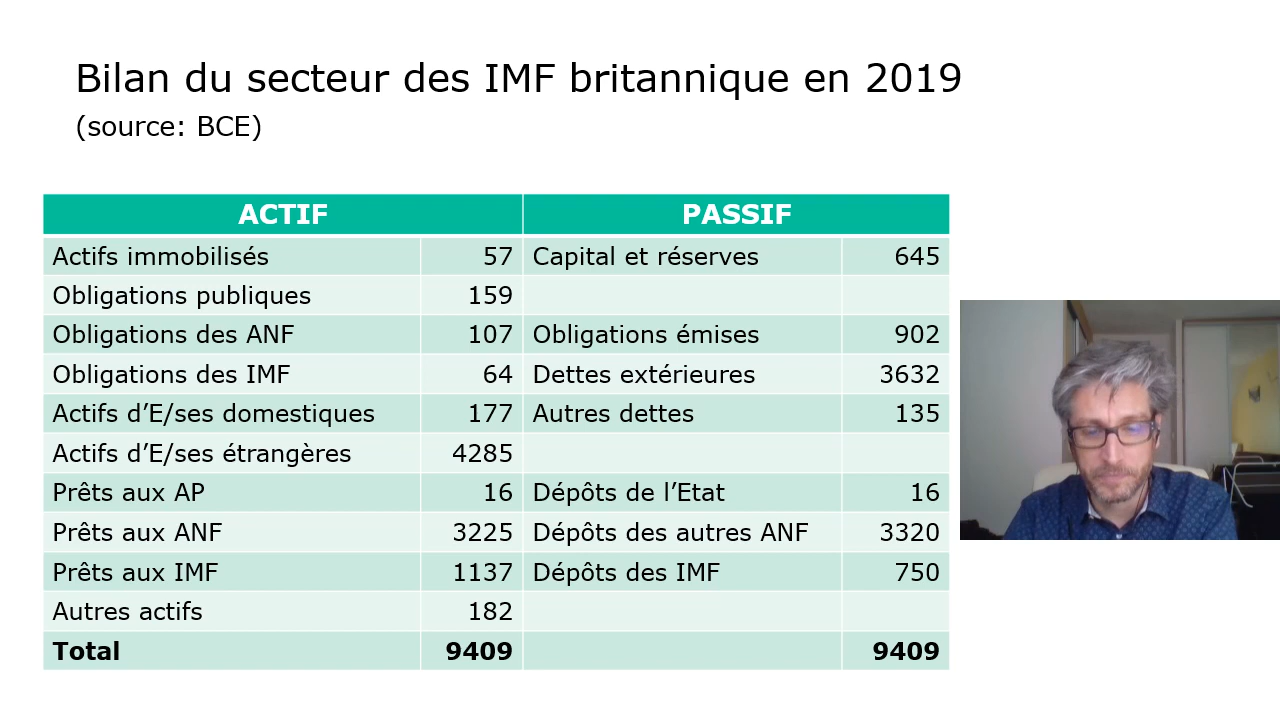 Bilan du secteur des IMF britannique en 2019
(source: BCE)
ACTIF PASSIF
Actifs immobilisés 57 Capital et réserves 645
Obligations publiques 159
Obligations des ANF 107 Obligations émises 902
Obligations des IMF 64 Dettes extérieures 3632
Actifs d’E/ses domestiques 177 Autres dettes 135
Actifs d’E/ses étrangères 4285
Prêts aux AP 16 Dépôts de l’Etat 16
Prêts aux ANF 3225 Dépôts des autres ANF 3320
Prêts aux IMF 1137 Dépôts des IMF 750
Autres actifs 182
Total 9409 9409